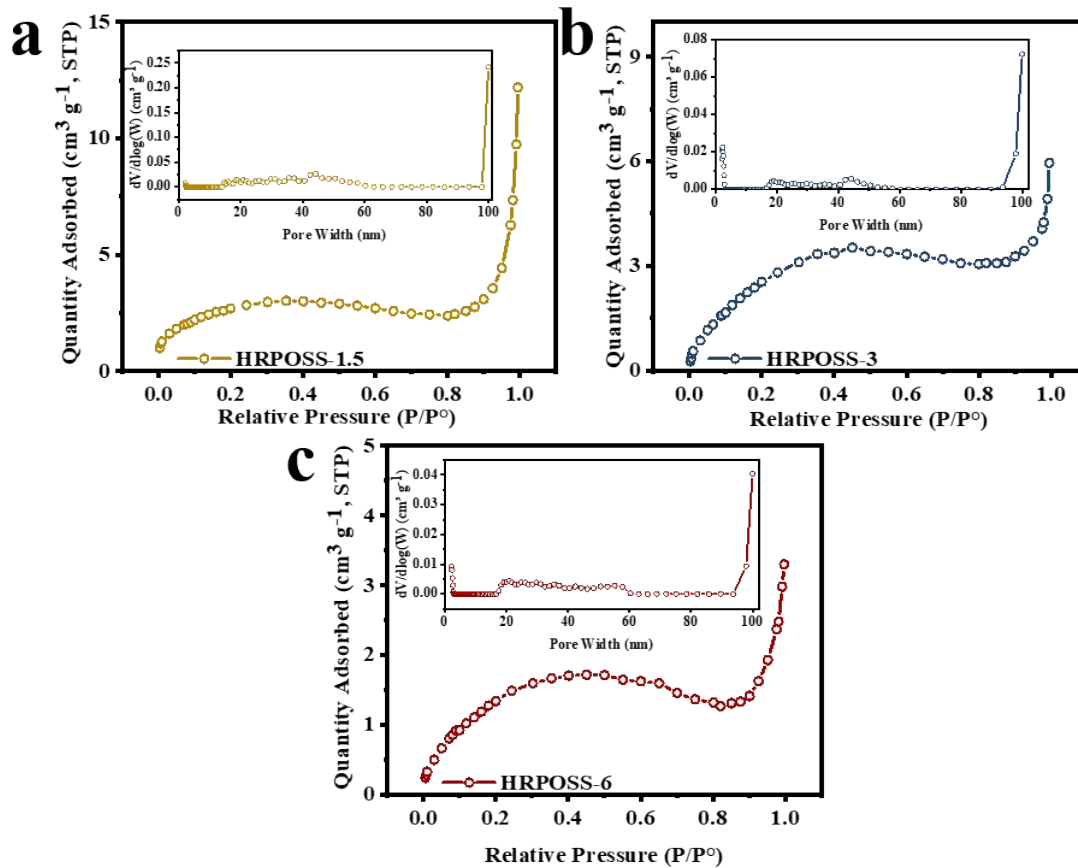 a
15
10
5
0
Quantity Adsorbed (cm³ g⁻¹, STP)
0.25
0.20
0.15
0.10
0.05
0.00
dV/dlog(W) (cm³ g⁻¹)
0 20 40 60 80 100
Pore Width (nm)
HRPOSS-1.5
0.0 0.2 0.4 0.6 0.8 1.0
Relative Pressure (P/P°)
b
9
6
3
0
Quantity Adsorbed (cm³ g⁻¹, STP)
0.08
0.06
0.04
0.02
0.00
dV/dlog(W) (cm³ g⁻¹)
0 20 40 60 80 100
Pore Width (nm)
HRPOSS-3
0.0 0.2 0.4 0.6 0.8 1.0
Relative Pressure (P/P°)
c
5
4
3
2
1
0
Quantity Adsorbed (cm³ g⁻¹, STP)
0.04
0.03
0.02
0.01
0.00
dV/dlog(W) (cm³ g⁻¹)
0 20 40 60 80 100
Pore Width (nm)
HRPOSS-6
0.0 0.2 0.4 0.6 0.8 1.0
Relative Pressure (P/P°)